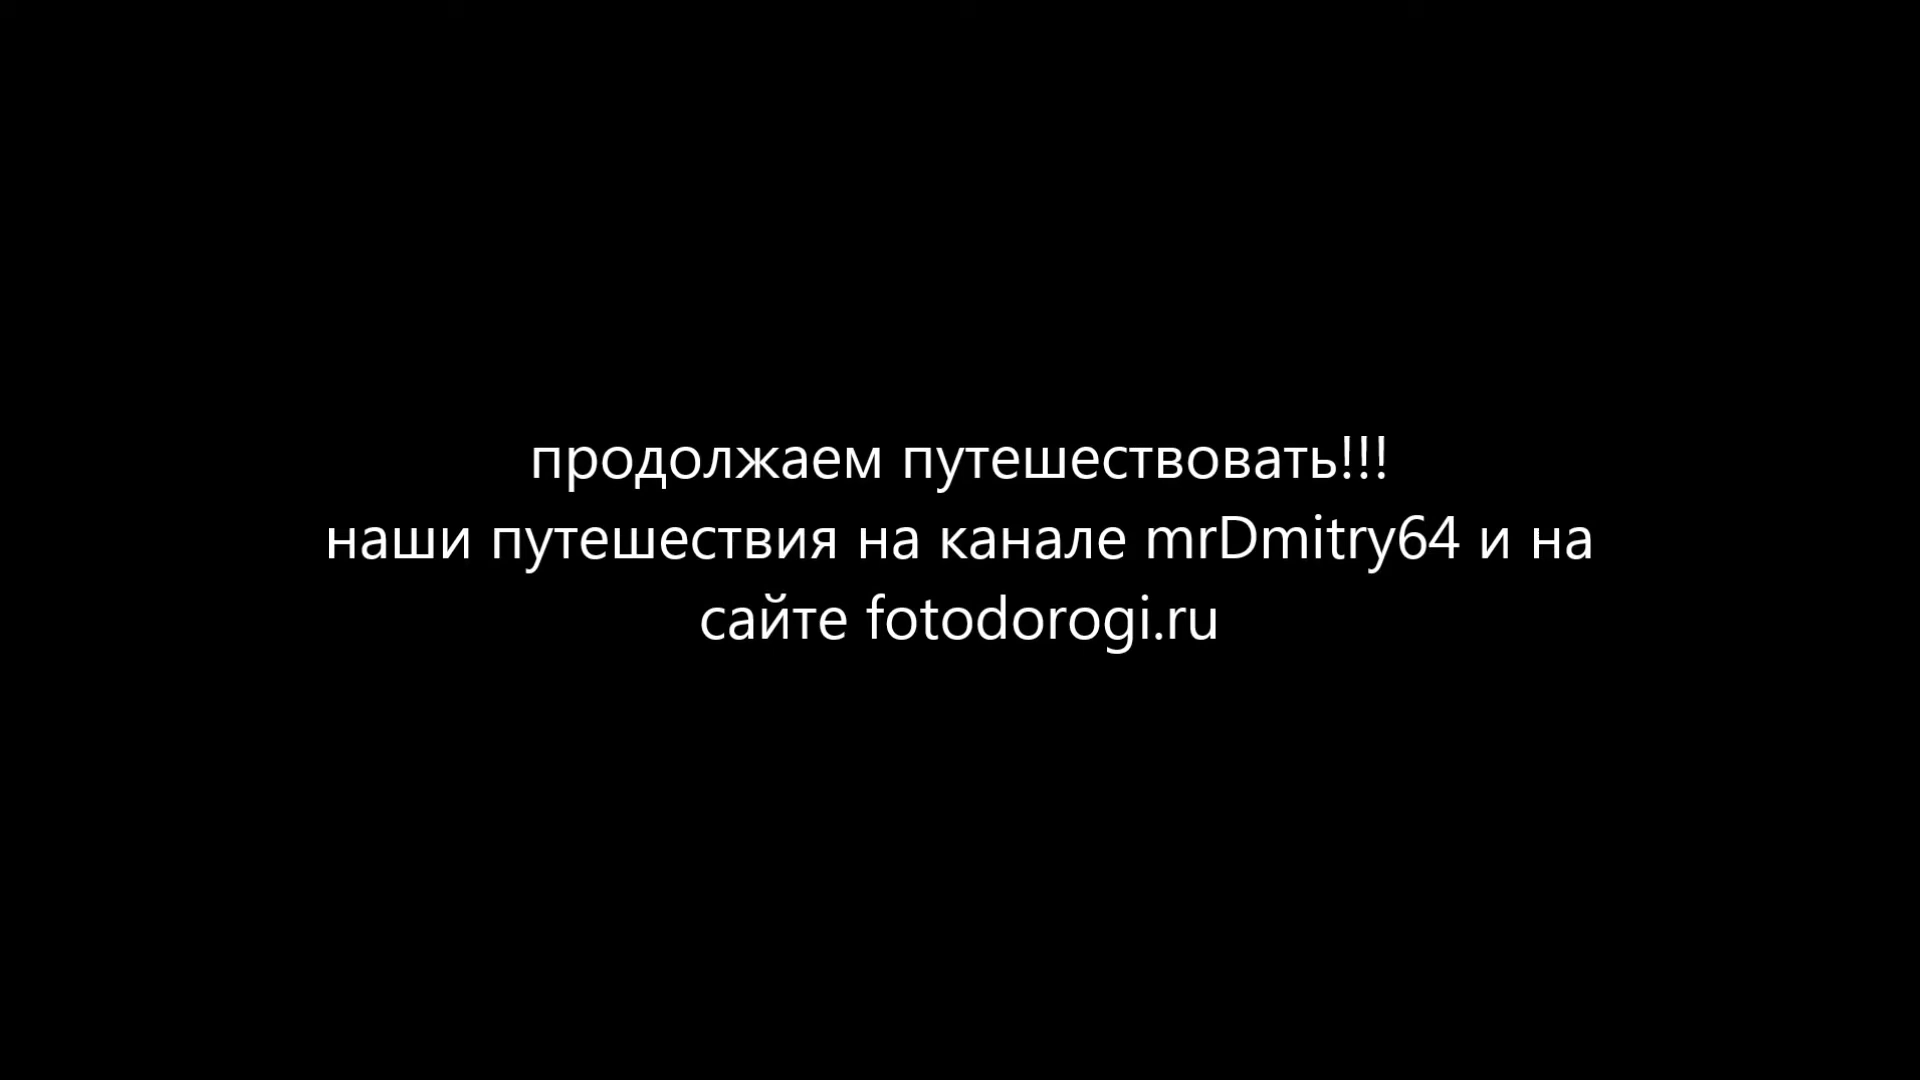 продолжаем путешествовать!!!
наши путешествия на канале mrDmitry64 и на
сайте fotodorogi.ru